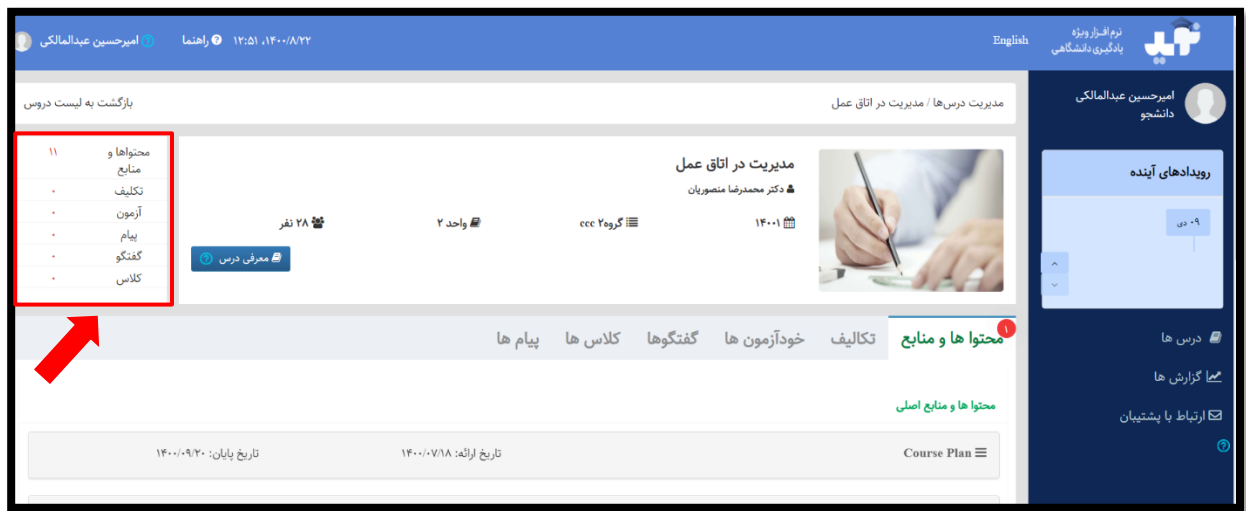 نرم‌افزار ویژه
یادگیری دانشگاهی
نوید
English
۱۴۰۰/۸/۲۲، ۱۲:۵۱
راهنما
امیرحسین عبدالمالکی
امیرحسین عبدالمالکی
دانشجو
رویدادهای آینده
۰۹ دی
درس ها
گزارش ها
ارتباط با پشتیبان
مدیریت درس‌ها / مدیریت در اتاق عمل
بازگشت به لیست دروس
مدیریت در اتاق عمل
دکتر محمدرضا منصوریان
۱۴۰۰۱
گروه۲ ccc
واحد ۲
۲۸ نفر
معرفی درس
محتواها و ۱۱
منابع
تکلیف ۰
آزمون ۰
پیام ۰
گفتگو ۰
کلاس ۰
۱
محتوا ها و منابع
تکالیف
خودآزمون ها
گفتگوها
کلاس ها
پیام ها
محتوا ها و منابع اصلی
Course Plan
تاریخ ارائه: ۱۴۰۰/۰۷/۱۸
تاریخ پایان: ۱۴۰۰/۰۹/۲۰